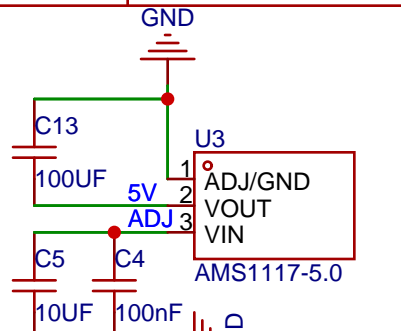 GND
C13
100UF
U3
1
ADJ/GND
5V
2
VOUT
ADJ
3
VIN
AMS1117-5.0
C5
C4
10UF
100nF
D